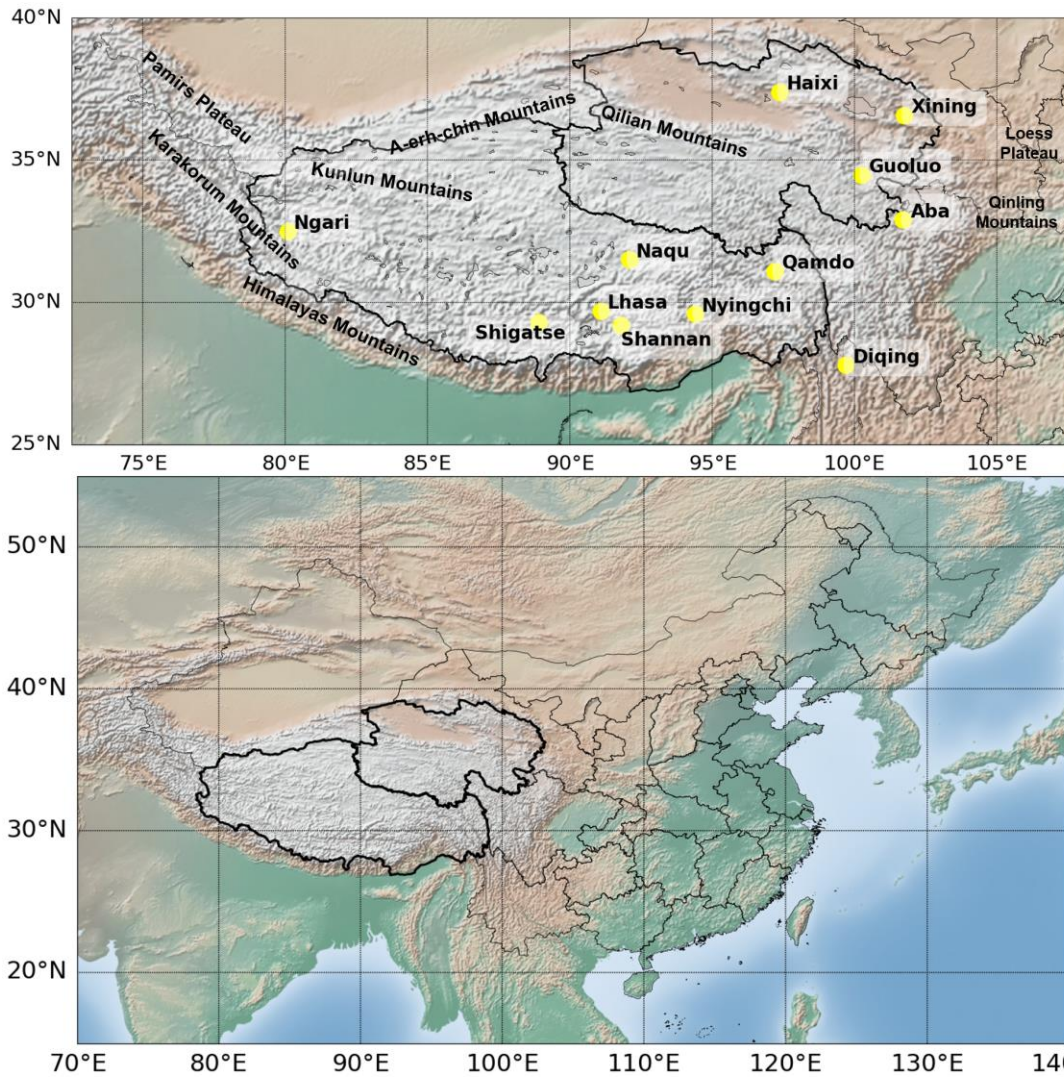 40°N
Pamirs Plateau
Haixi
A-erh-chin Mountains
Xining
Qilian Mountains
Loess
Plateau
35°N
Karakorum Mountains
Kunlun Mountains
Guoluo
Aba
Qinling
Mountains
Ngari
Naqu
Qamdo
30°N
Himalayas Mountains
Lhasa
Nyingchi
Shigatse
Shannan
Diqing
25°N
75°E 80°E 85°E 90°E 95°E 100°E 105°E
50°N
40°N
30°N
20°N
70°E 80°E 90°E 100°E 110°E 120°E 130°E 140